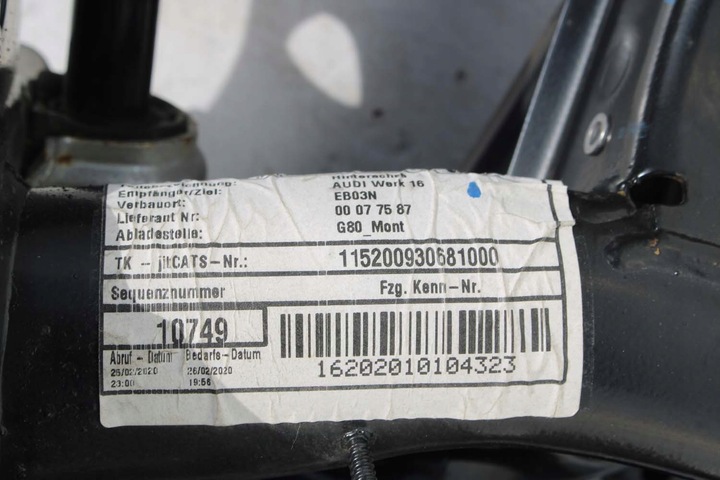 AUDI Werk 16
Empfänger/Ziel: EB03N
Verbauort: 00 07 75 87
Lieferant Nr: G80_Mont
Abladestelle:
TK - jitCATS-Nr.: 115200930681000
Sequenznummer Fzg. Kenn-Nr.
10749
Abruf - Datum Bedarfs-Datum
25/02/2020 26/02/2020
23:00 19:56
16202010104323